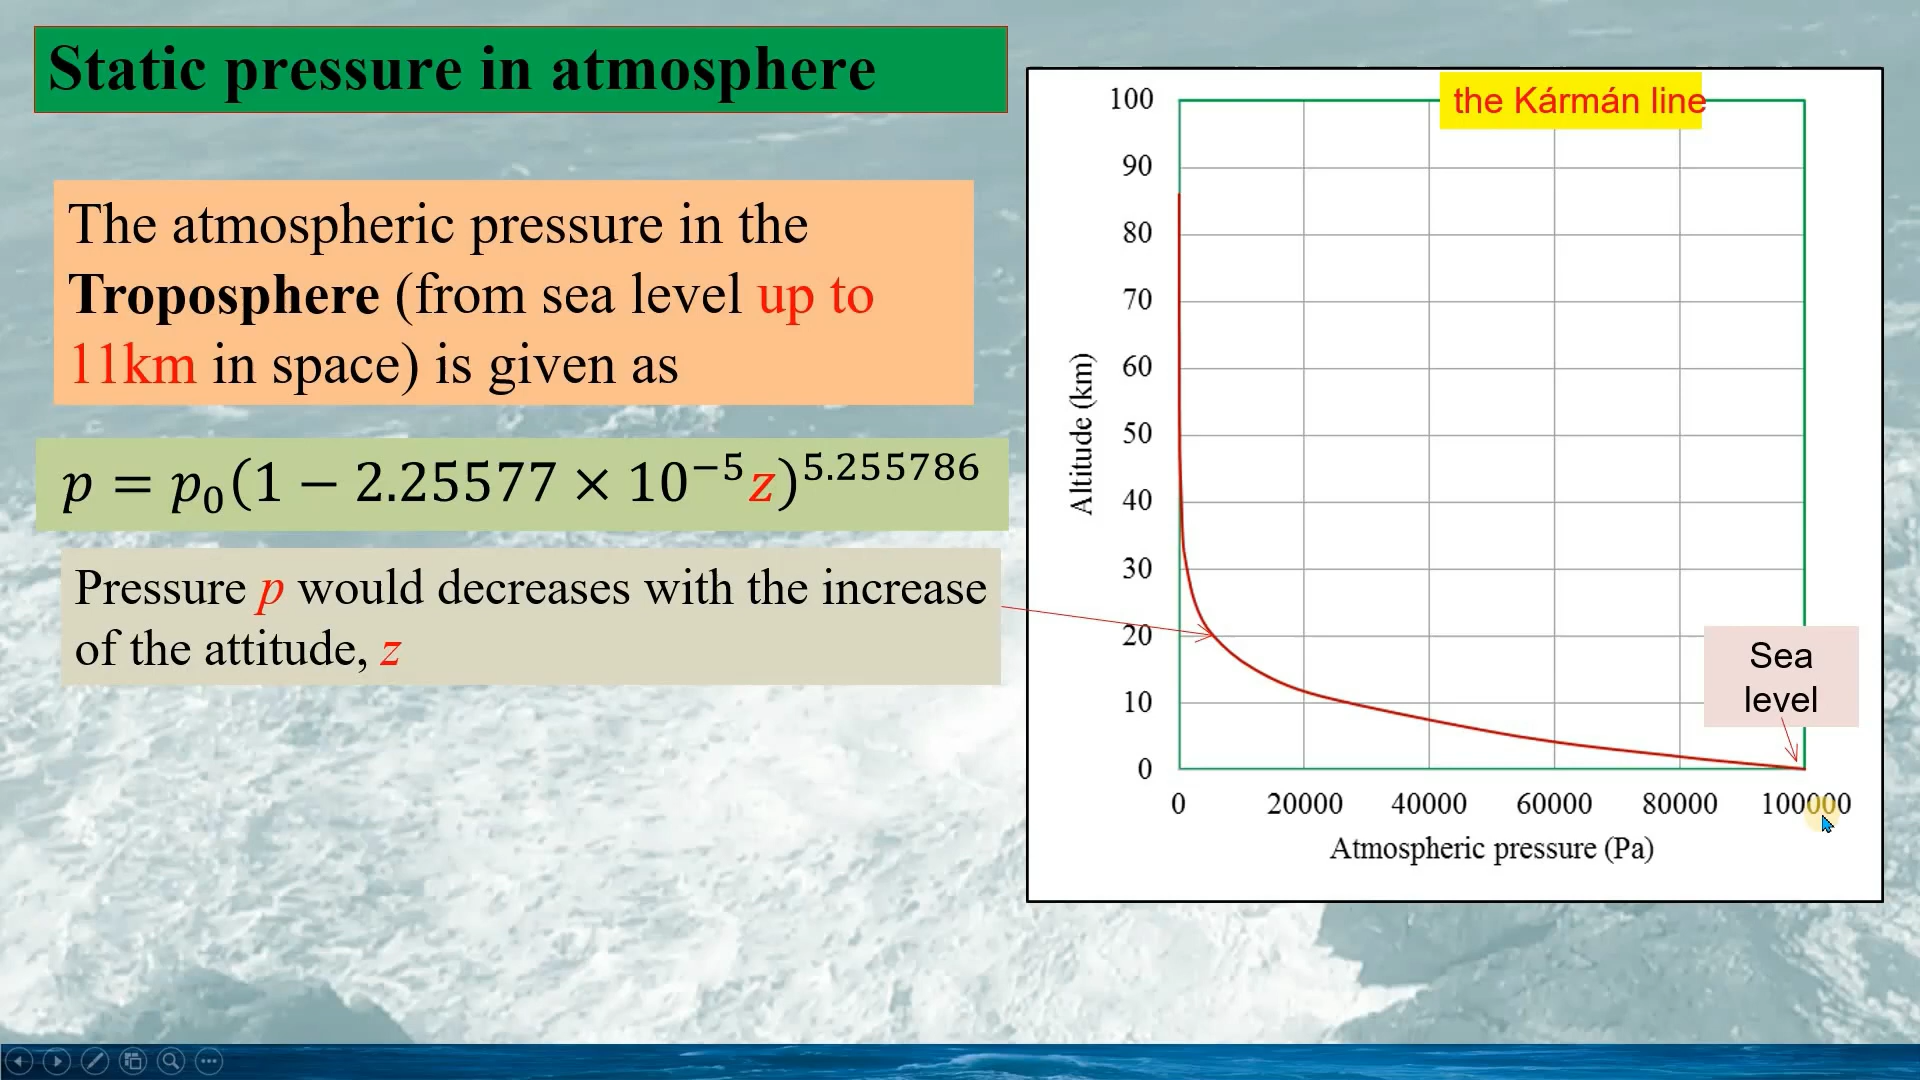 Static pressure in atmosphere
The atmospheric pressure in the
Troposphere (from sea level up to
11km in space) is given as
p = p₀(1 − 2.25577 × 10⁻⁵z)⁵·²⁵⁵⁷⁸⁶
Pressure p would decreases with the increase
of the attitude, z
the Kármán line
100
90
80
70
60
50
40
30
20
10
0
Altitude (km)
Sea
level
0 20000 40000 60000 80000 100000
Atmospheric pressure (Pa)